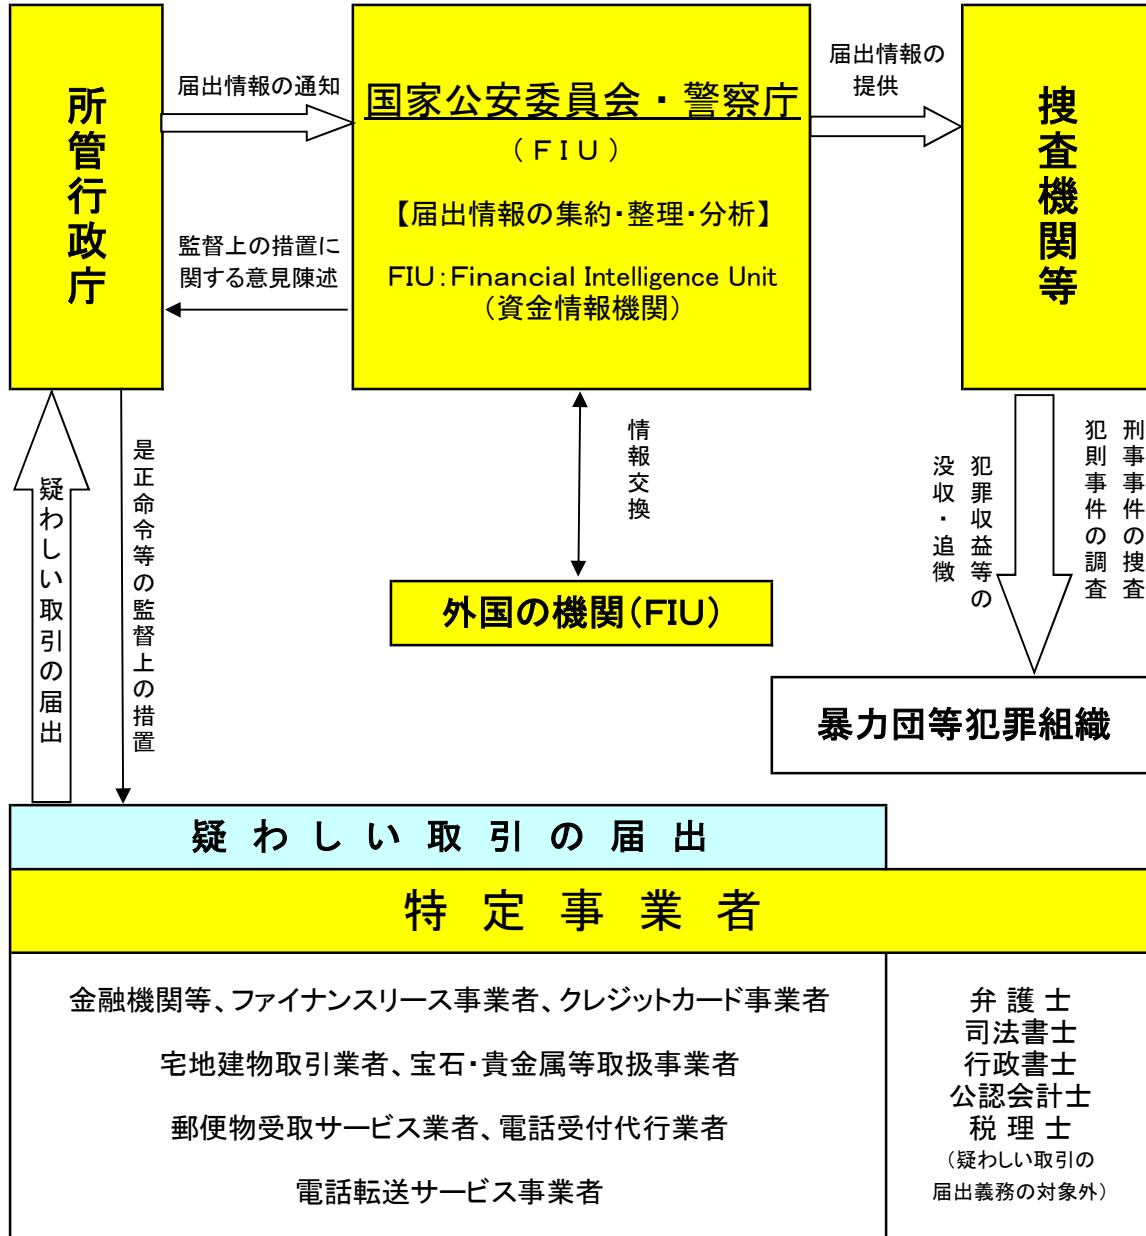 所管行政庁
届出情報の通知
監督上の措置に
関する意見陳述
国家公安委員会・警察庁
(FIU)
【届出情報の集約・整理・分析】
FIU:Financial Intelligence Unit
(資金情報機関)
届出情報の
提供
捜査機関等
疑わしい取引の届出
是正命令等の監督上の措置
情報交換
外国の機関(FIU)
刑事事件の捜査
犯則事件の調査
犯罪収益等の
没収・追徴
暴力団等犯罪組織
疑わしい取引の届出
特定事業者
金融機関等、ファイナンスリース事業者、クレジットカード事業者
宅地建物取引業者、宝石・貴金属等取扱事業者
郵便物受取サービス業者、電話受付代行業者
電話転送サービス事業者
弁護士
司法書士
行政書士
公認会計士
税理士
(疑わしい取引の
届出義務の対象外)